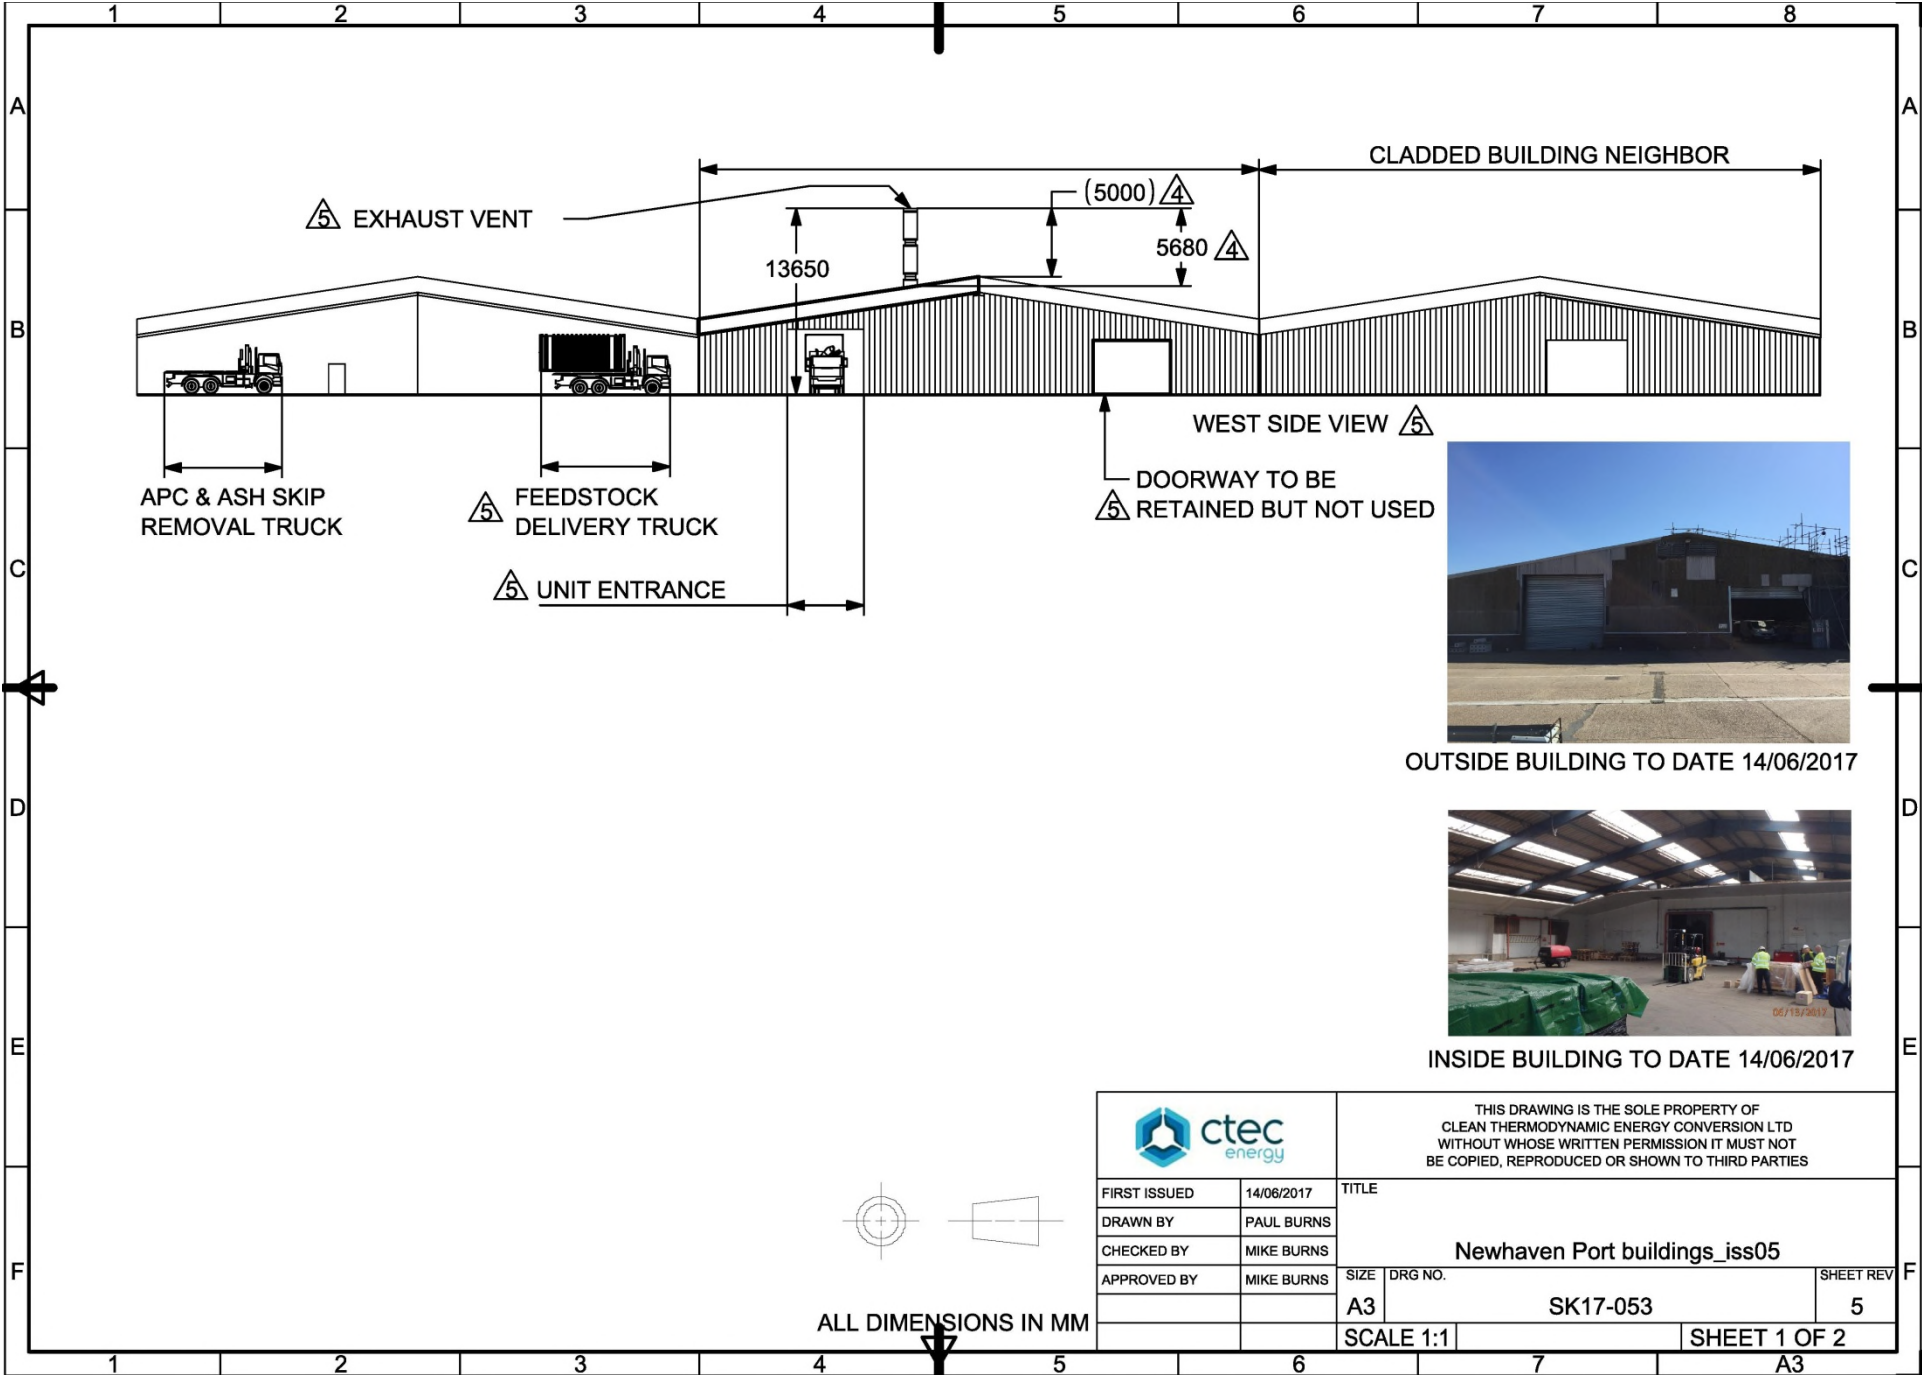 1 2 3 4 5 6 7 8
A A
CLADDED BUILDING NEIGHBOR
(5000) 4
5 EXHAUST VENT
5680 4
13650
B B
WEST SIDE VIEW 5
DOORWAY TO BE
5 RETAINED BUT NOT USED
APC & ASH SKIP
REMOVAL TRUCK
5 FEEDSTOCK
DELIVERY TRUCK
5 UNIT ENTRANCE
C C
OUTSIDE BUILDING TO DATE 14/06/2017
D D
06/13/2017
INSIDE BUILDING TO DATE 14/06/2017
E E
ctec
energy
THIS DRAWING IS THE SOLE PROPERTY OF
CLEAN THERMODYNAMIC ENERGY CONVERSION LTD
WITHOUT WHOSE WRITTEN PERMISSION IT MUST NOT
BE COPIED, REPRODUCED OR SHOWN TO THIRD PARTIES
FIRST ISSUED 14/06/2017
DRAWN BY PAUL BURNS
CHECKED BY MIKE BURNS
APPROVED BY MIKE BURNS
TITLE
Newhaven Port buildings_iss05
SIZE DRG NO. SHEET REV
A3 SK17-053 5
SCALE 1:1 SHEET 1 OF 2
F F
ALL DIMENSIONS IN MM
1 2 3 4 5 6 7 A3